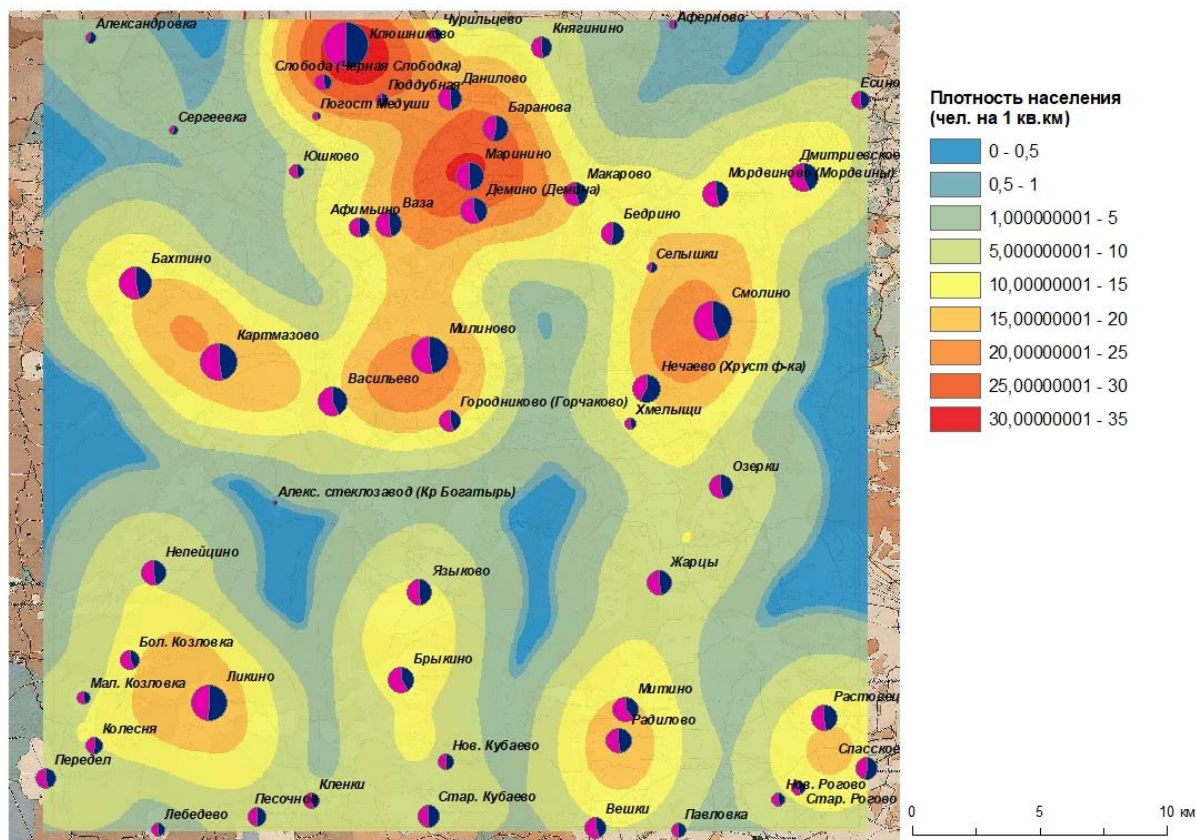 Александровка
Чурильцево
Аферново
Клюшниково
Княгинино
Слобода (Черная Слободка)
Данилово
Поддубная
Есино
Погост Медуши
Баранова
Сергеевка
Юшково
Маринино
Макарово
Дмитриевское
Мордвиново (Мордвины)
Демино (Демина)
Афимьино
Ваза
Бедрино
Селышки
Бахтино
Смолино
Картмазово
Милиново
Нечаево (Хруст ф-ка)
Васильево
Городниково (Горчаково)
Хмелыщи
Озерки
Алекс. стеклозавод (Кр Богатырь)
Непейцино
Языково
Жарцы
Бол. Козловка
Брыкино
Мал. Козловка
Ликино
Митино
Растовец
Радилово
Колесня
Передел
Нов. Кубаево
Спасское
Кленки
Нов. Рогово
Стар. Рогово
Лебедево
Песочно
Стар. Кубаево
Вешки
Павловка
Плотность населения
(чел. на 1 кв.км)
0 - 0,5
0,5 - 1
1,000000001 - 5
5,000000001 - 10
10,00000001 - 15
15,00000001 - 20
20,00000001 - 25
25,00000001 - 30
30,00000001 - 35
0 5 10 км